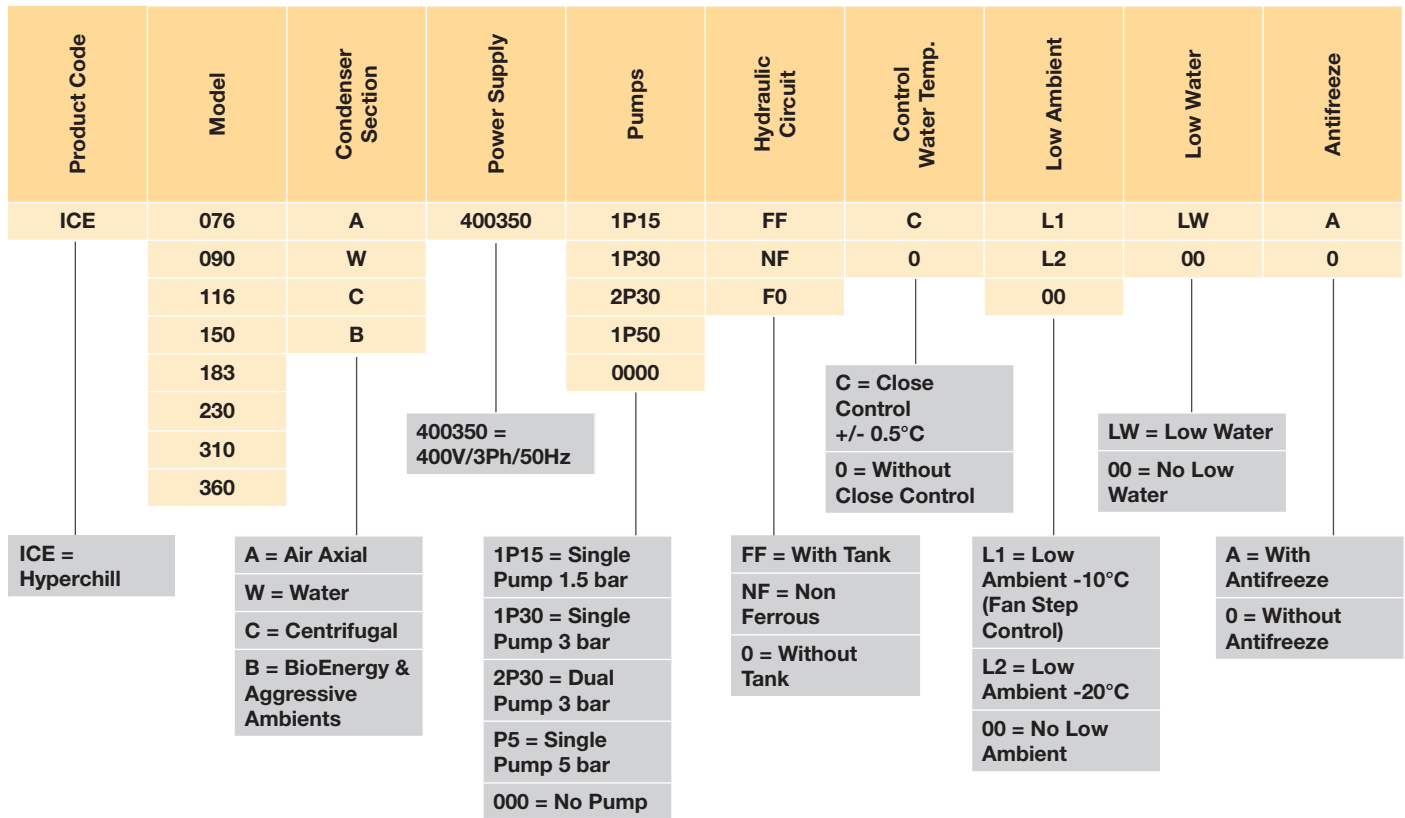 Product Code
Model
Condenser
Section
Power Supply
Pumps
Hydraulic
Circuit
Control
Water Temp.
Low Ambient
Low Water
Antifreeze
ICE 076 A 400350 1P15 FF C L1 LW A
090 W 1P30 NF 0 L2 00 0
116 C 2P30 F0 00
150 B 1P50
183 0000
230
310
360
400350 =
400V/3Ph/50Hz
C = Close
Control
+/- 0.5°C
0 = Without
Close Control
LW = Low Water
00 = No Low
Water
ICE =
Hyperchill
A = Air Axial
W = Water
C = Centrifugal
B = BioEnergy &
Aggressive
Ambients
1P15 = Single
Pump 1.5 bar
1P30 = Single
Pump 3 bar
2P30 = Dual
Pump 3 bar
P5 = Single
Pump 5 bar
000 = No Pump
FF = With Tank
NF = Non
Ferrous
0 = Without
Tank
L1 = Low
Ambient -10°C
(Fan Step
Control)
L2 = Low
Ambient -20°C
00 = No Low
Ambient
A = With
Antifreeze
0 = Without
Antifreeze